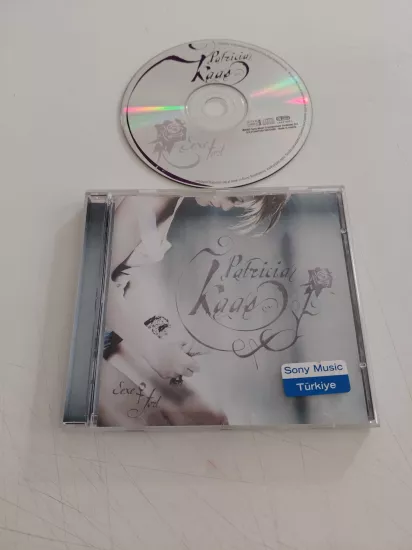 Patricia
Kaas
Sexe Fort
Patricia
Kaas
Sexe Fort
Sony Music
Türkiye